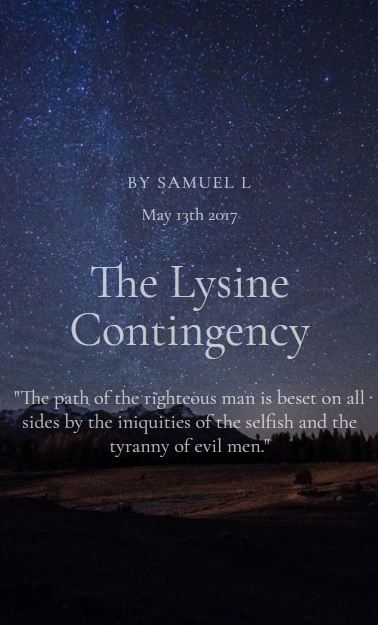 BY SAMUEL L
May 13th 2017
The Lysine
Contingency
"The path of the righteous man is beset on all
sides by the iniquities of the selfish and the
tyranny of evil men."